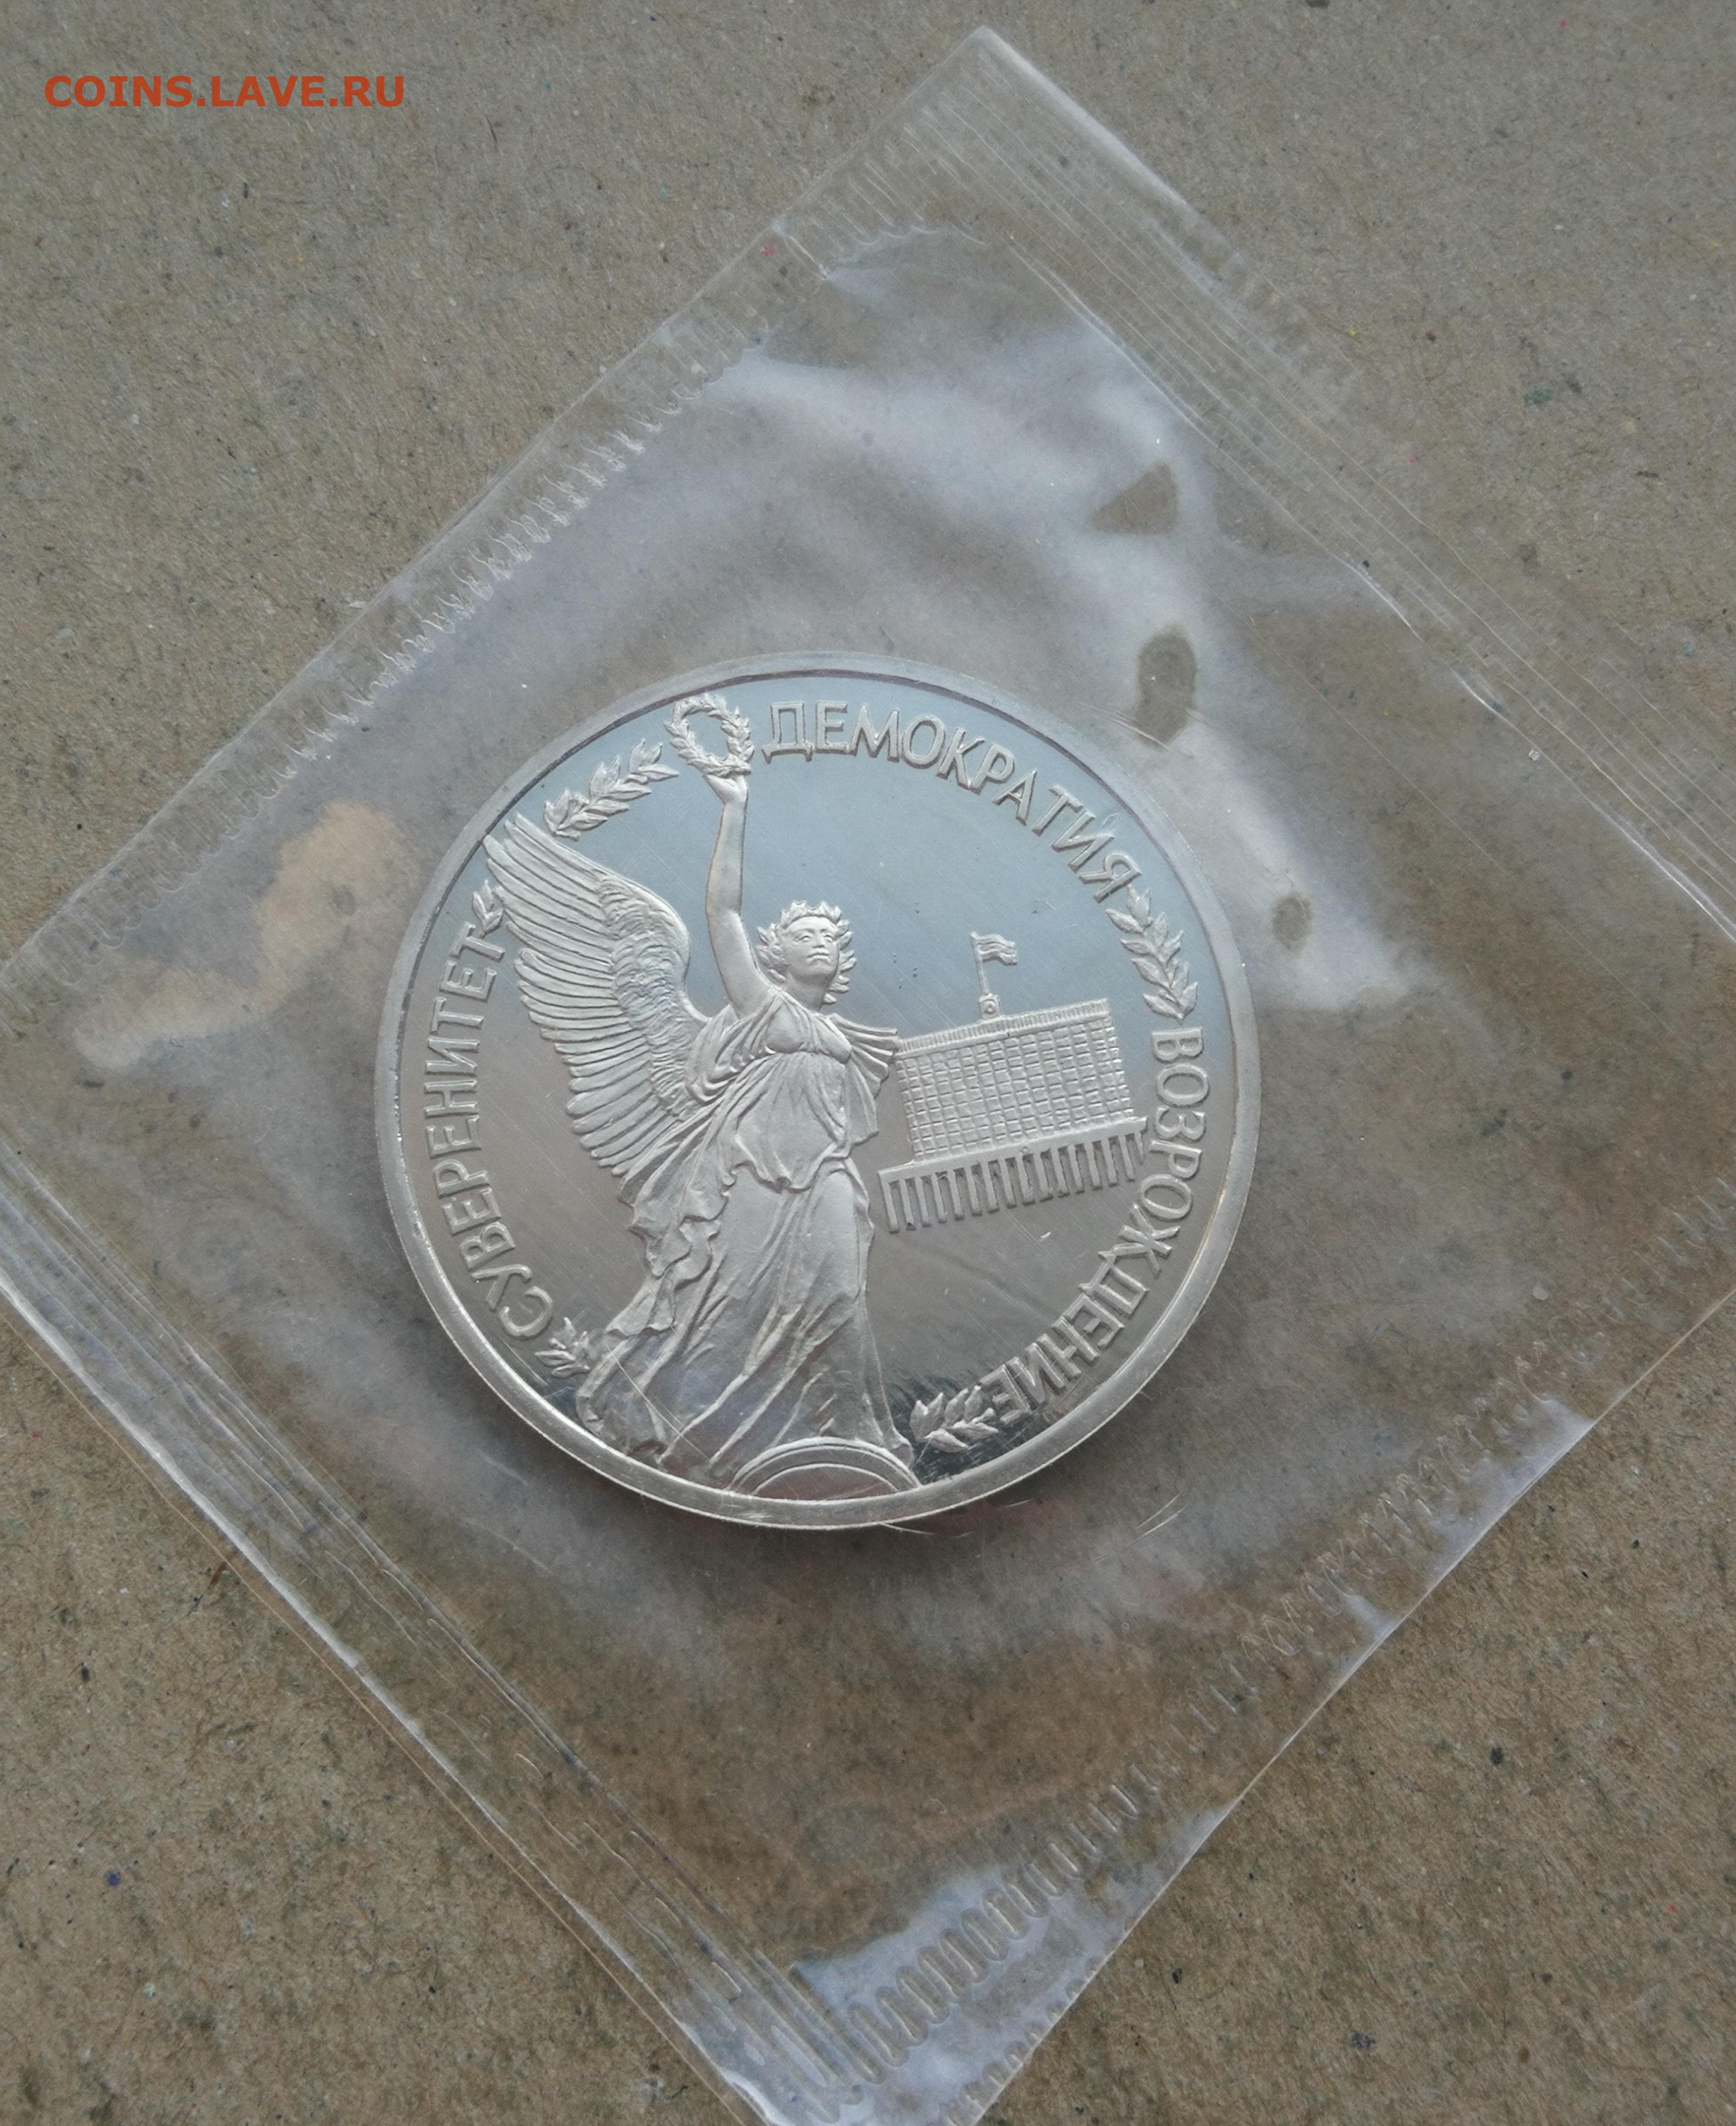 COINS.LAVE.RU
СУВЕРЕНИТЕТ
ДЕМОКРАТИЯ
ВОЗРОЖДЕНИЕ